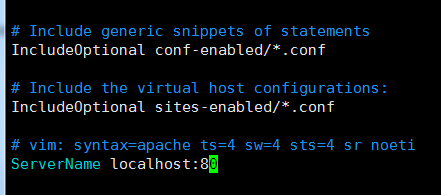 # Include generic snippets of statements
IncludeOptional conf-enabled/*.conf
# Include the virtual host configurations:
IncludeOptional sites-enabled/*.conf
# vim: syntax=apache ts=4 sw=4 sts=4 sr noeti
ServerName localhost:80